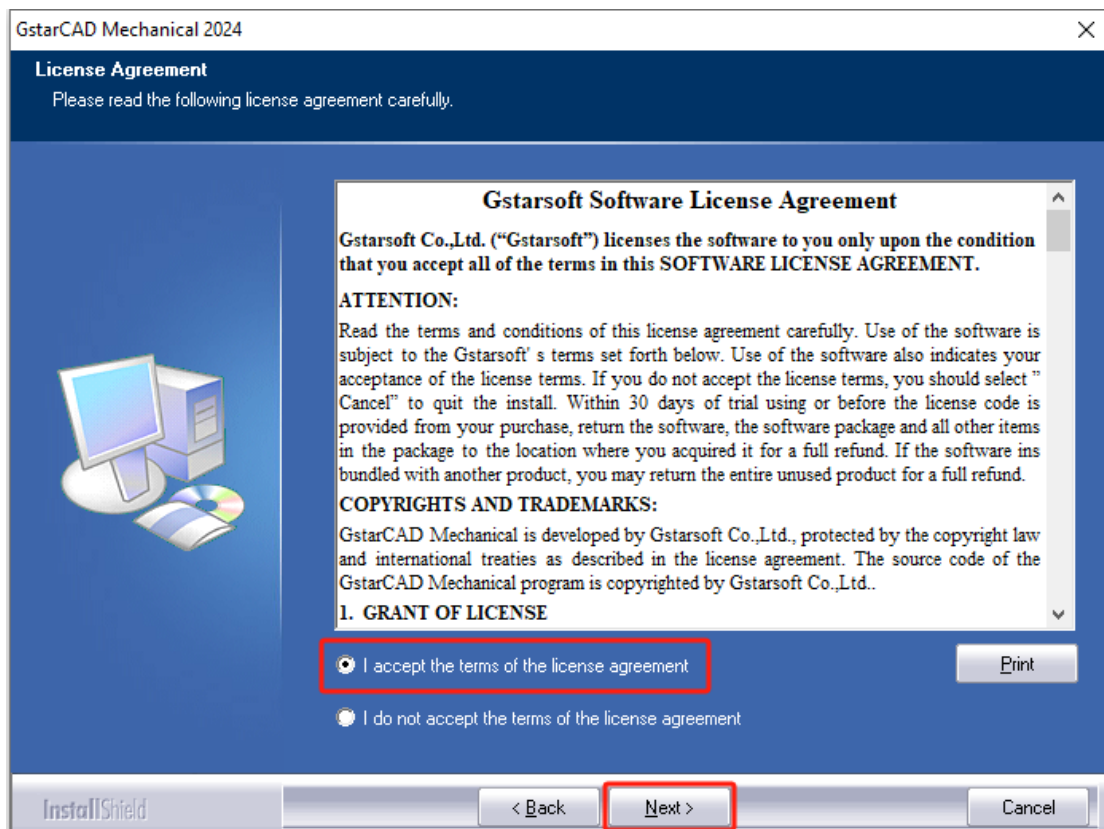 GstarCAD Mechanical 2024
License Agreement
Please read the following license agreement carefully.
Gstarsoft Software License Agreement
Gstarsoft Co.,Ltd. (“Gstarsoft”) licenses the software to you only upon the condition
that you accept all of the terms in this SOFTWARE LICENSE AGREEMENT.
ATTENTION:
Read the terms and conditions of this license agreement carefully. Use of the software is
subject to the Gstarsoft' s terms set forth below. Use of the software also indicates your
acceptance of the license terms. If you do not accept the license terms, you should select ”
Cancel” to quit the install. Within 30 days of trial using or before the license code is
provided from your purchase, return the software, the software package and all other items
in the package to the location where you acquired it for a full refund. If the software ins
bundled with another product, you may return the entire unused product for a full refund.
COPYRIGHTS AND TRADEMARKS:
GstarCAD Mechanical is developed by Gstarsoft Co.,Ltd., protected by the copyright law
and international treaties as described in the license agreement. The source code of the
GstarCAD Mechanical program is copyrighted by Gstarsoft Co.,Ltd..
1. GRANT OF LICENSE
I accept the terms of the license agreement
Print
I do not accept the terms of the license agreement
InstallShield
< Back
Next >
Cancel